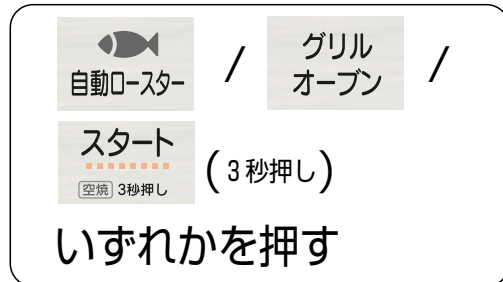 自動ロースター / グリル オーブン /
スタート
空焼 3秒押し (3秒押し)
いずれかを押す